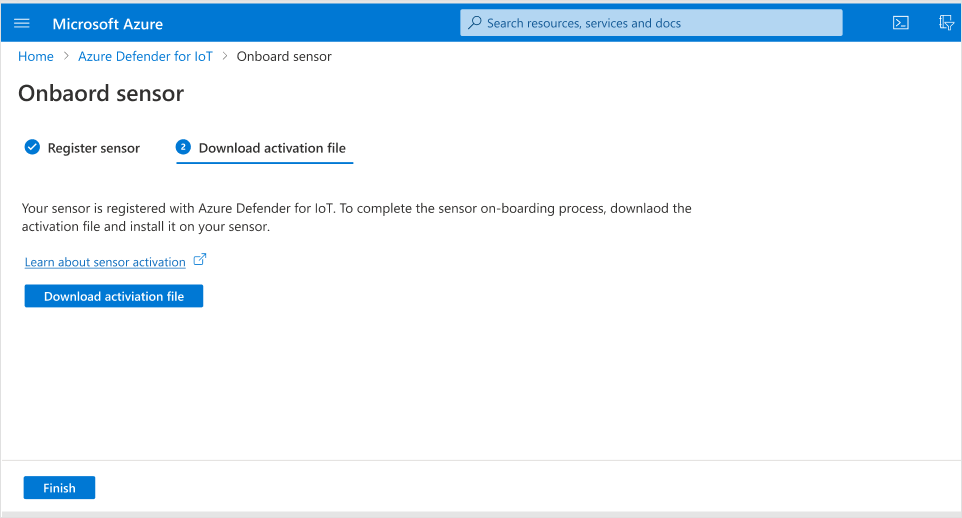 Microsoft Azure
Search resources, services and docs
Home > Azure Defender for IoT > Onboard sensor
Onbaord sensor
Register sensor
2 Download activation file
Your sensor is registered with Azure Defender for IoT. To complete the sensor on-boarding process, downlaod the
activation file and install it on your sensor.
Learn about sensor activation
Download activiation file
Finish